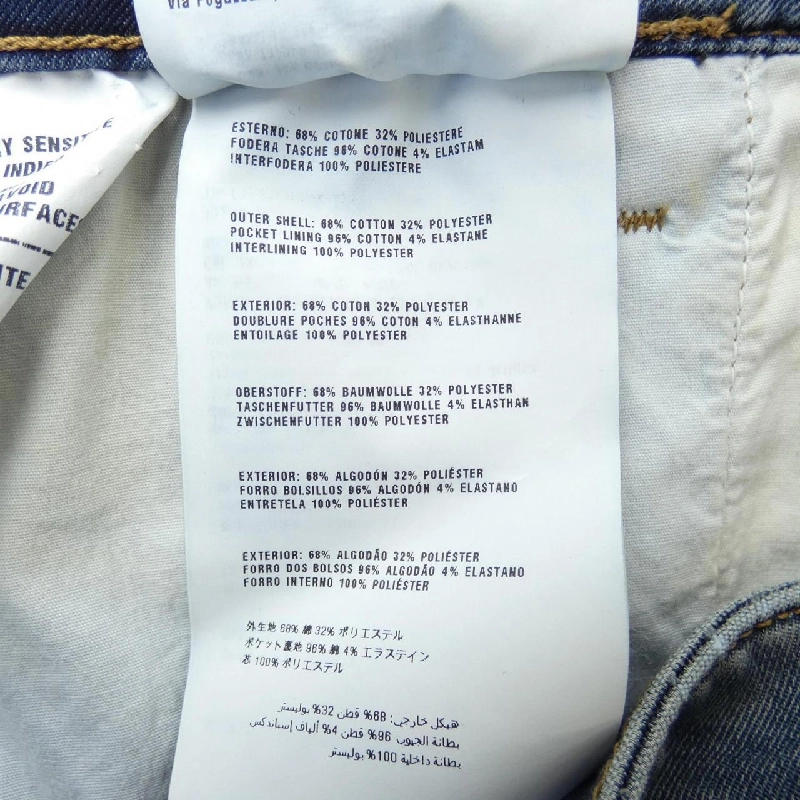 Via
Y SENSITIVE
INDIG
AVOID
URFACE
ITE
ESTERNO: 68% COTONE 32% POLIESTERE
FODERA TASCHE 96% COTONE 4% ELASTAM
INTERFODERA 100% POLIESTERE
OUTER SHELL: 68% COTTON 32% POLYESTER
POCKET LINING 96% COTTON 4% ELASTANE
INTERLINING 100% POLYESTER
EXTERIOR: 68% COTON 32% POLYESTER
DOUBLURE POCHES 96% COTON 4% ELASTHANNE
ENTOILAGE 100% POLYESTER
OBERSTOFF: 68% BAUMWOLLE 32% POLYESTER
TASCHENFUTTER 96% BAUMWOLLE 4% ELASTHAN
ZWISCHENFUTTER 100% POLYESTER
EXTERIOR: 68% ALGODÓN 32% POLIÉSTER
FORRO BOLSILLOS 96% ALGODÓN 4% ELASTANO
ENTRETELA 100% POLIÉSTER
EXTERIOR: 68% ALGODÃO 32% POLIÉSTER
FORRO DOS BOLSOS 96% ALGODÃO 4% ELASTANO
FORRO INTERNO 100% POLIÉSTER
外生地 68% 綿 32% ポリエステル
ポケット裏地 96% 綿 4% エラステイン
芯 100% ポリエステル
هيكل خارجي: 68% قطن 32% بوليستر
بطانة الجيوب 96% قطن 4% ألياف إسباندكس
بطانة داخلية 100% بوليستر